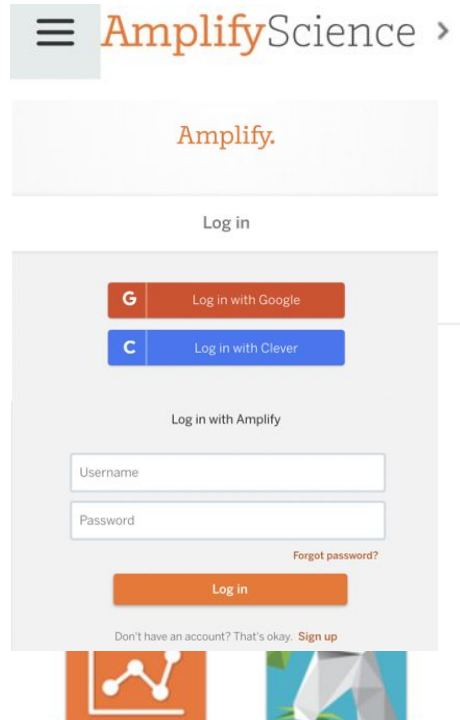 AmplifyScience
Amplify.
Log in
G Log in with Google
C Log in with Clever
Log in with Amplify
Username
Password
Forgot password?
Log in
Don't have an account? That's okay. Sign up